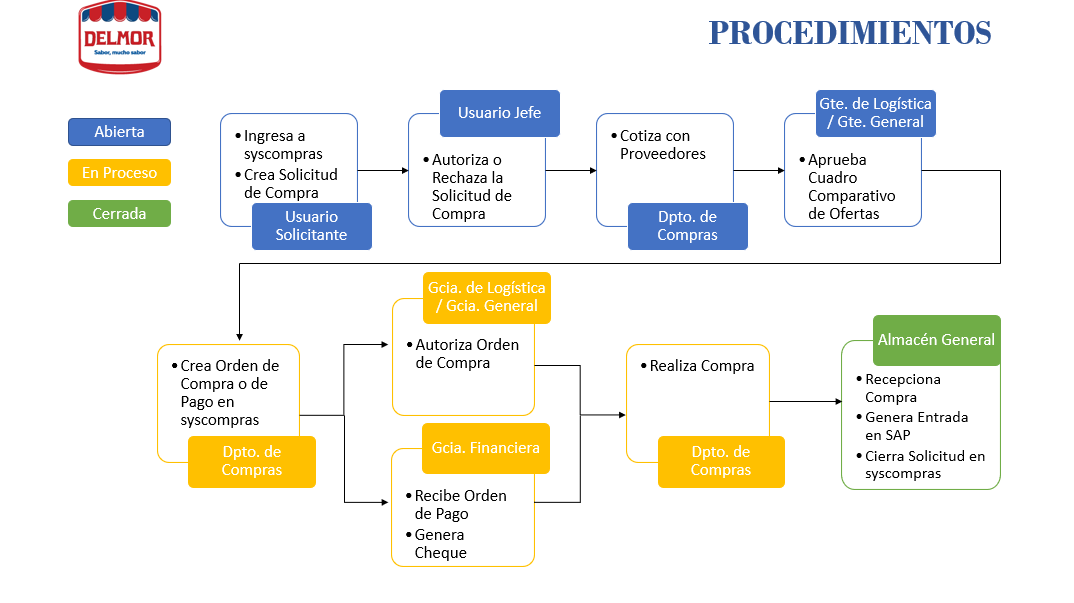 DELMOR
Sabor, mucho sabor
PROCEDIMIENTOS
Abierta
En Proceso
Cerrada
•Ingresa a
syscompras
•Crea Solicitud
de Compra
Usuario
Solicitante
Usuario Jefe
•Autoriza o
Rechaza la
Solicitud de
Compra
•Cotiza con
Proveedores
Dpto. de
Compras
Gte. de Logística
/ Gte. General
•Aprueba
Cuadro
Comparativo
de Ofertas
•Crea Orden de
Compra o de
Pago en
syscompras
Dpto. de
Compras
Gcia. de Logística
/ Gcia. General
•Autoriza Orden
de Compra
Gcia. Financiera
•Recibe Orden
de Pago
•Genera
Cheque
•Realiza Compra
Dpto. de
Compras
Almacén General
•Recepciona
Compra
•Genera Entrada
en SAP
•Cierra Solicitud en
syscompras